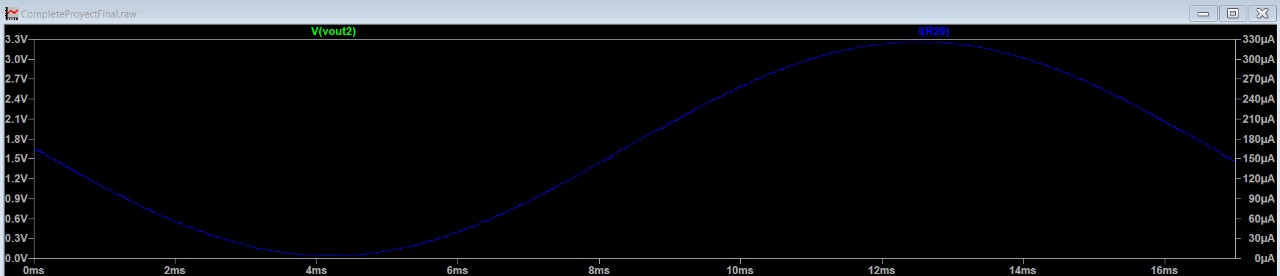 CompleteProyectFinal.raw
V(vout2) I(R29)
3.3V 330µA
3.0V 300µA
2.7V 270µA
2.4V 240µA
2.1V 210µA
1.8V 180µA
1.5V 150µA
1.2V 120µA
0.9V 90µA
0.6V 60µA
0.3V 30µA
0.0V 0µA
0ms 2ms 4ms 6ms 8ms 10ms 12ms 14ms 16ms